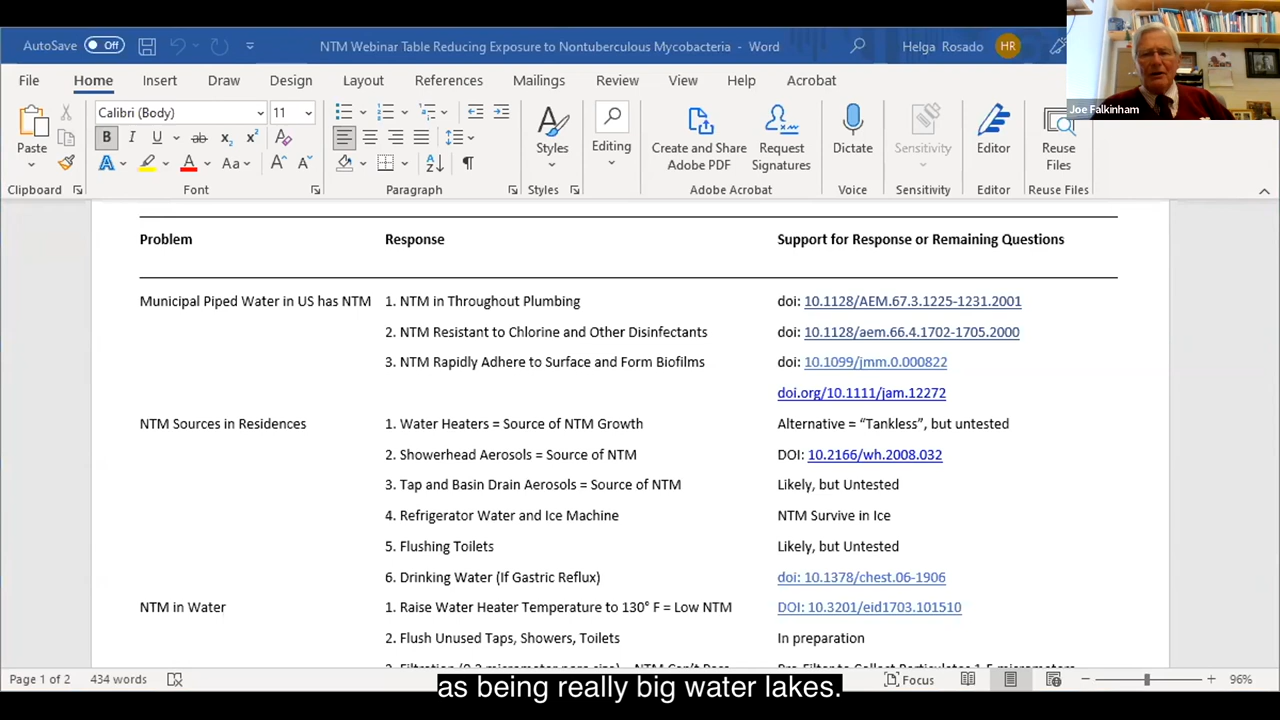 AutoSave Off NTM Webinar Table Reducing Exposure to Nontuberculous Mycobacteria - Word Helga Rosado HR
Joe Falkinham
File Home Insert Draw Design Layout References Mailings Review View Help Acrobat
Calibri (Body) 11
Paste Styles Editing Create and Share Adobe PDF Request Signatures Dictate Sensitivity Editor Reuse Files
Clipboard Font Paragraph Styles Adobe Acrobat Voice Sensitivity Editor Reuse Files
Problem Response Support for Response or Remaining Questions
Municipal Piped Water in US has NTM 1. NTM in Throughout Plumbing doi: 10.1128/AEM.67.3.1225-1231.2001
2. NTM Resistant to Chlorine and Other Disinfectants doi: 10.1128/aem.66.4.1702-1705.2000
3. NTM Rapidly Adhere to Surface and Form Biofilms doi: 10.1099/jmm.0.000822
doi.org/10.1111/jam.12272
NTM Sources in Residences 1. Water Heaters = Source of NTM Growth Alternative = “Tankless”, but untested
2. Showerhead Aerosols = Source of NTM DOI: 10.2166/wh.2008.032
3. Tap and Basin Drain Aerosols = Source of NTM Likely, but Untested
4. Refrigerator Water and Ice Machine NTM Survive in Ice
5. Flushing Toilets Likely, but Untested
6. Drinking Water (If Gastric Reflux) doi: 10.1378/chest.06-1906
NTM in Water 1. Raise Water Heater Temperature to 130° F = Low NTM DOI: 10.3201/eid1703.101510
2. Flush Unused Taps, Showers, Toilets In preparation
as being really big water lakes.
Page 1 of 2 434 words Focus 96%